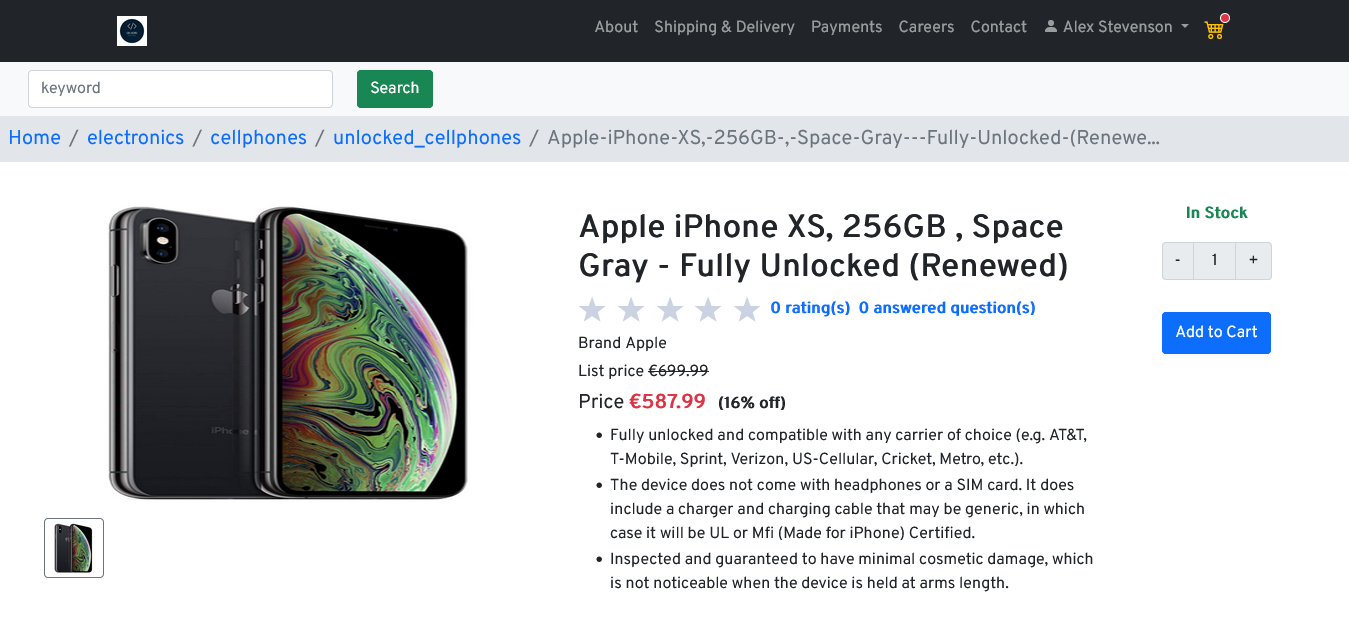 About Shipping & Delivery Payments Careers Contact Alex Stevenson
keyword Search
Home / electronics / cellphones / unlocked_cellphones / Apple-iPhone-XS,-256GB-,-Space-Gray---Fully-Unlocked-(Renewe...
Apple iPhone XS, 256GB , Space
Gray - Fully Unlocked (Renewed)
0 rating(s) 0 answered question(s)
Brand Apple
List price €699.99
Price €587.99 (16% off)
• Fully unlocked and compatible with any carrier of choice (e.g. AT&T,
T-Mobile, Sprint, Verizon, US-Cellular, Cricket, Metro, etc.).
• The device does not come with headphones or a SIM card. It does
include a charger and charging cable that may be generic, in which
case it will be UL or Mfi (Made for iPhone) Certified.
• Inspected and guaranteed to have minimal cosmetic damage, which
is not noticeable when the device is held at arms length.
In Stock
- 1 +
Add to Cart
iPhone